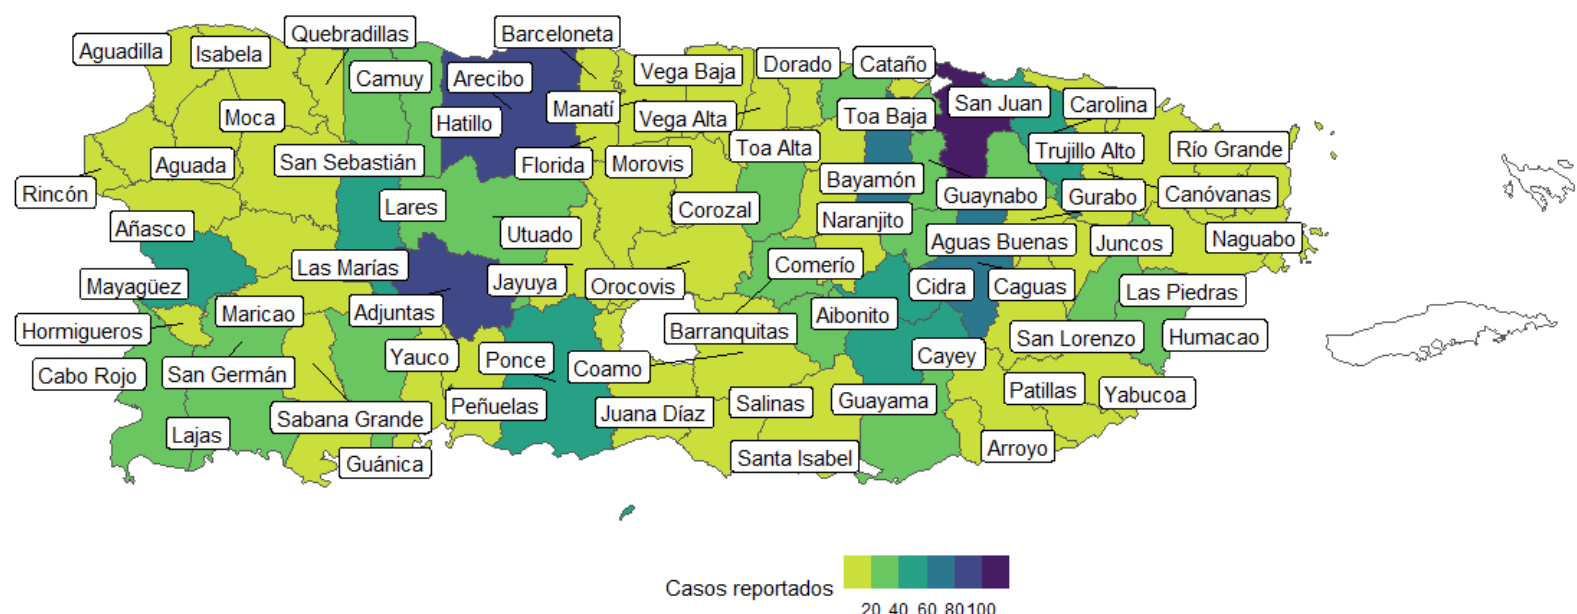 Quebradillas
Barceloneta
Aguadilla
Isabela
Camuy
Arecibo
Vega Baja
Dorado
Cataño
Moca
Hatillo
Manatí
Vega Alta
Toa Baja
San Juan
Carolina
Aguada
San Sebastián
Florida
Morovis
Toa Alta
Trujillo Alto
Río Grande
Rincón
Lares
Corozal
Bayamón
Guaynabo
Gurabo
Canóvanas
Añasco
Utuado
Naranjito
Aguas Buenas
Juncos
Naguabo
Mayagüez
Las Marías
Jayuya
Orocovis
Comerío
Cidra
Caguas
Las Piedras
Hormigueros
Maricao
Adjuntas
Barranquitas
Aibonito
San Lorenzo
Humacao
Cabo Rojo
San Germán
Yauco
Ponce
Coamo
Cayey
Lajas
Sabana Grande
Peñuelas
Juana Díaz
Salinas
Guayama
Patillas
Yabucoa
Guánica
Santa Isabel
Arroyo
Casos reportados
20 40 60 80 100